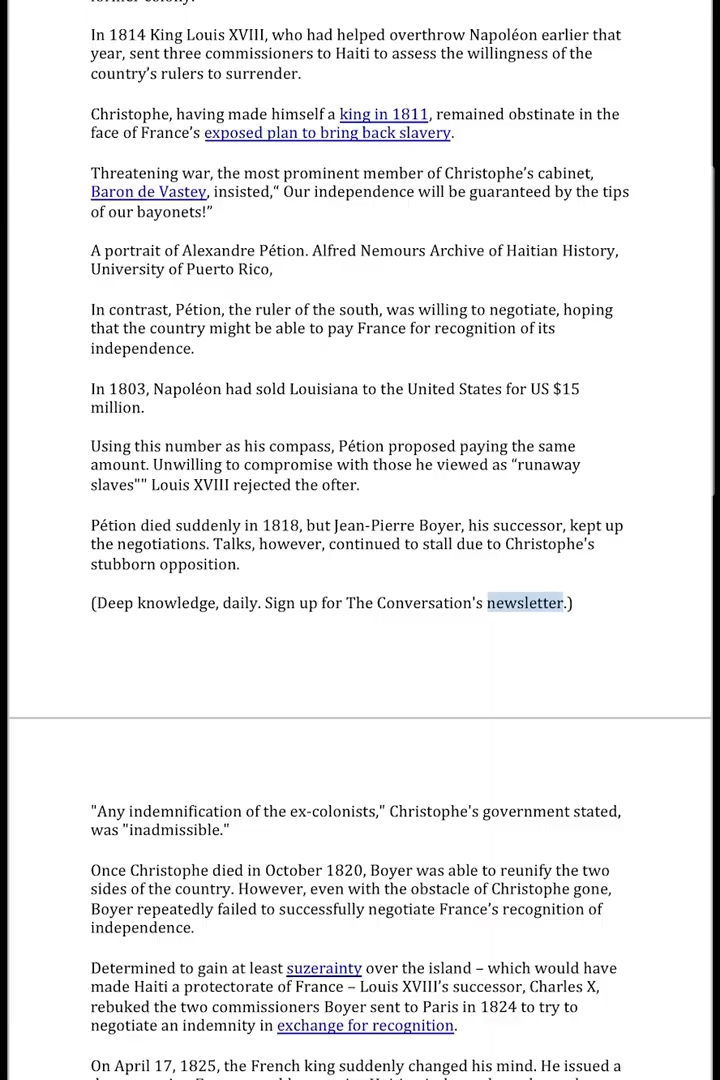 In 1814 King Louis XVIII, who had helped overthrow Napoléon earlier that
year, sent three commissioners to Haiti to assess the willingness of the
country’s rulers to surrender.
Christophe, having made himself a king in 1811, remained obstinate in the
face of France’s exposed plan to bring back slavery.
Threatening war, the most prominent member of Christophe’s cabinet,
Baron de Vastey, insisted,“ Our independence will be guaranteed by the tips
of our bayonets!”
A portrait of Alexandre Pétion. Alfred Nemours Archive of Haitian History,
University of Puerto Rico,
In contrast, Pétion, the ruler of the south, was willing to negotiate, hoping
that the country might be able to pay France for recognition of its
independence.
In 1803, Napoléon had sold Louisiana to the United States for US $15
million.
Using this number as his compass, Pétion proposed paying the same
amount. Unwilling to compromise with those he viewed as “runaway
slaves"" Louis XVIII rejected the ofter.
Pétion died suddenly in 1818, but Jean-Pierre Boyer, his successor, kept up
the negotiations. Talks, however, continued to stall due to Christophe's
stubborn opposition.
(Deep knowledge, daily. Sign up for The Conversation's newsletter.)
"Any indemnification of the ex-colonists," Christophe's government stated,
was "inadmissible."
Once Christophe died in October 1820, Boyer was able to reunify the two
sides of the country. However, even with the obstacle of Christophe gone,
Boyer repeatedly failed to successfully negotiate France’s recognition of
independence.
Determined to gain at least suzerainty over the island – which would have
made Haiti a protectorate of France – Louis XVIII’s successor, Charles X,
rebuked the two commissioners Boyer sent to Paris in 1824 to try to
negotiate an indemnity in exchange for recognition.
On April 17, 1825, the French king suddenly changed his mind. He issued a